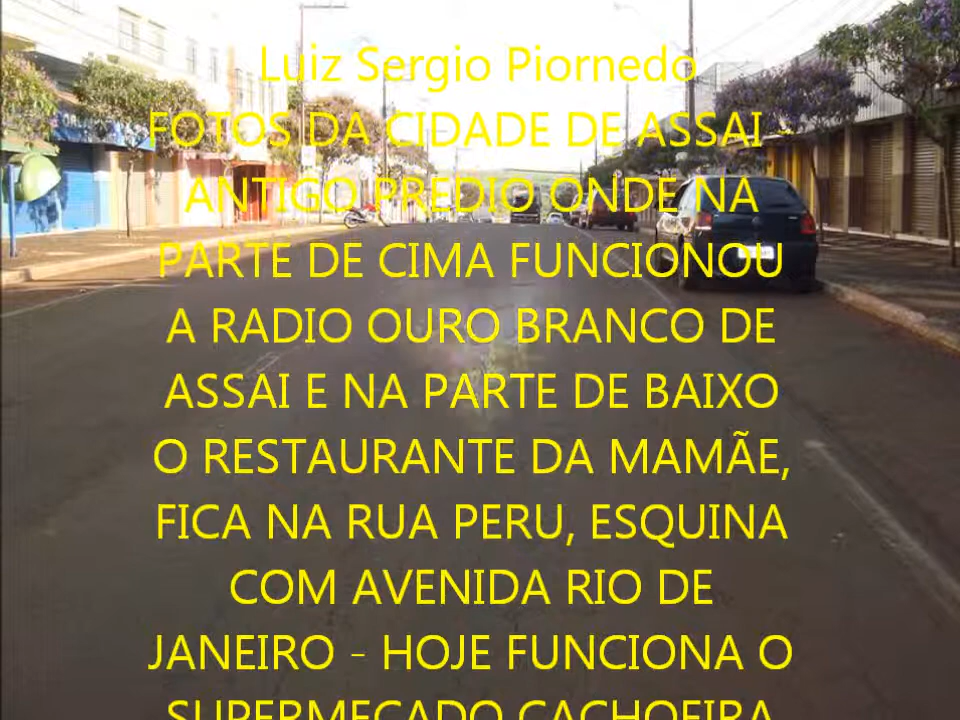 Luiz Sergio Piornedo
FOTOS DA CIDADE DE ASSAI -
ANTIGO PREDIO ONDE NA
PARTE DE CIMA FUNCIONOU
A RADIO OURO BRANCO DE
ASSAI E NA PARTE DE BAIXO
O RESTAURANTE DA MAMÃE,
FICA NA RUA PERU, ESQUINA
COM AVENIDA RIO DE
JANEIRO - HOJE FUNCIONA O
SUPERMECADO CACHOEIRA